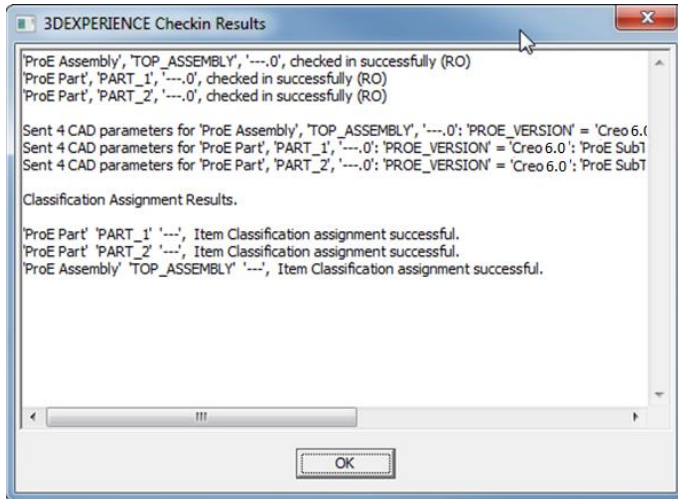 3DEXPERIENCE Checkin Results
'ProE Assembly', 'TOP_ASSEMBLY', '---.0', checked in successfully (RO)
'ProE Part', 'PART_1', '---.0', checked in successfully (RO)
'ProE Part', 'PART_2', '---.0', checked in successfully (RO)
Sent 4 CAD parameters for 'ProE Assembly', 'TOP_ASSEMBLY', '---.0': 'PROE_VERSION' = 'Creo 6.0
Sent 4 CAD parameters for 'ProE Part', 'PART_1', '---.0': 'PROE_VERSION' = 'Creo 6.0 ': 'ProE SubT
Sent 4 CAD parameters for 'ProE Part', 'PART_2', '---.0': 'PROE_VERSION' = 'Creo 6.0 ': 'ProE SubT
Classification Assignment Results.
'ProE Part' 'PART_1' '---', Item Classification assignment successful.
'ProE Part' 'PART_2' '---', Item Classification assignment successful.
'ProE Assembly' 'TOP_ASSEMBLY' '---', Item Classification assignment successful.
OK